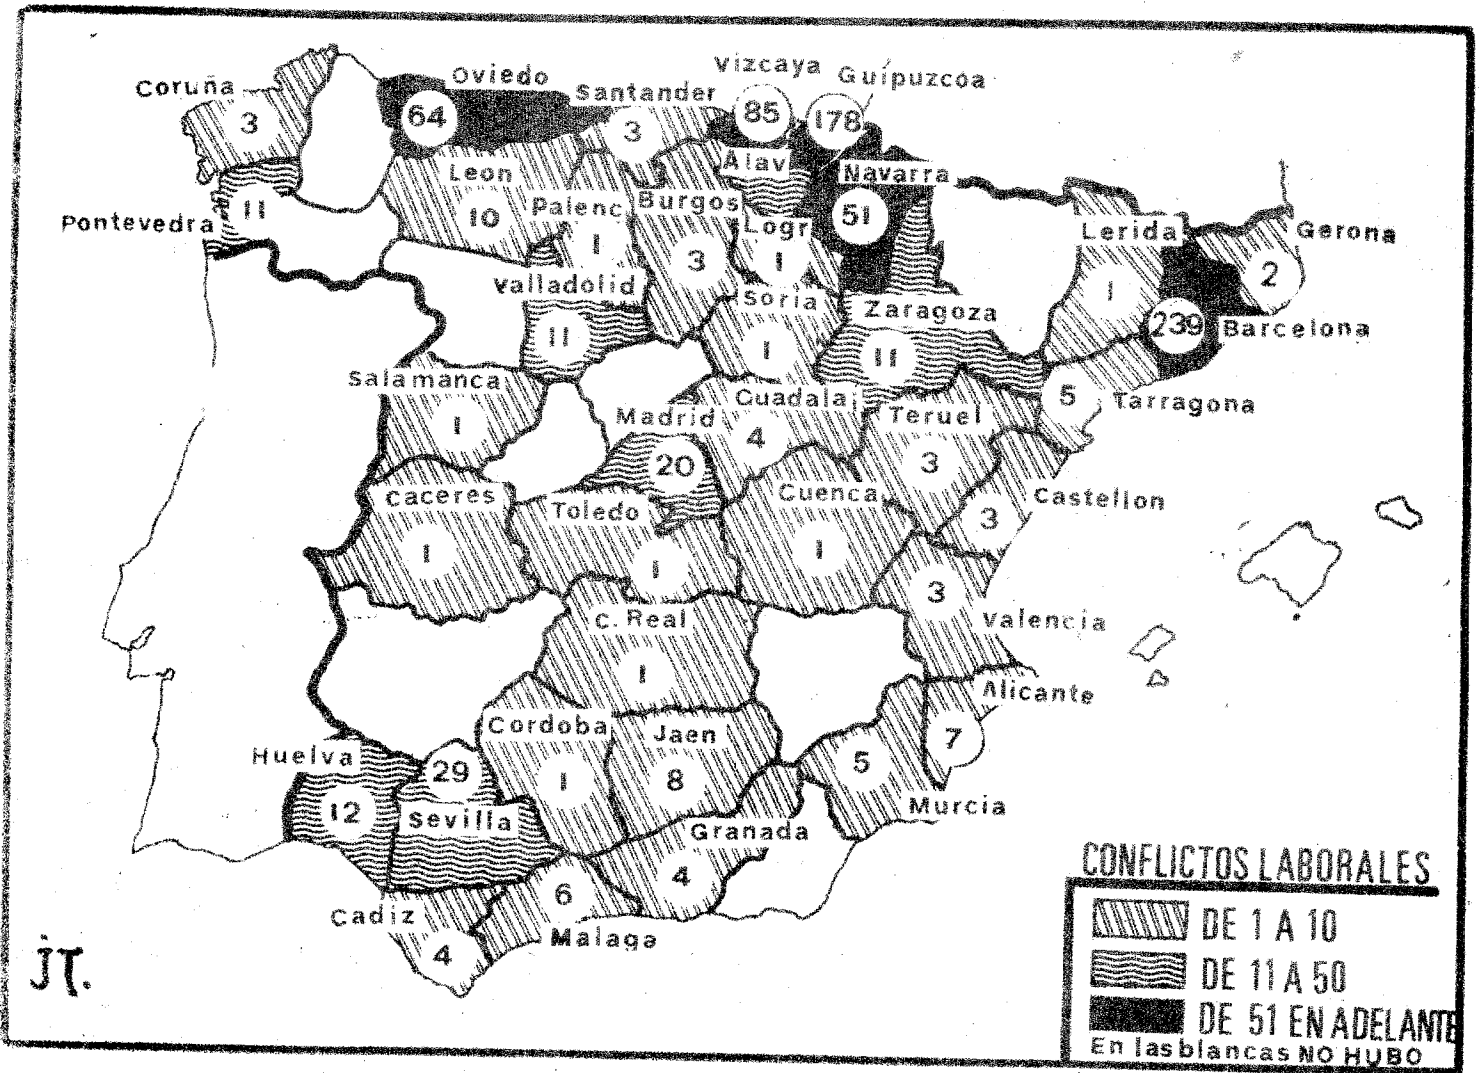 Vizcaya
Guipuzcoa
Oviedo
Santander
Coruña
85
178
64
3
3
Alav
Navarra
Leon
Palenc
Burgos
11
10
51
Pontevedra
Logr
Lerida
Gerona
1
3
1
2
Valladolid
Soria
Zaragoza
1
239
Barcelona
11
1
11
Salamanca
Guadala
5
Tarragona
Madrid
Teruel
1
4
20
3
Caceres
Cuenca
Castellon
Toledo
3
1
1
1
3
C. Real
Valencia
1
Alicante
Cordoba
Jaen
7
Huelva
29
1
8
5
12
Sevilla
Murcia
Granada
6
4
Cadiz
Malaga
4
JT.
CONFLICTOS LABORALES
DE 1 A 10
DE 11 A 50
DE 51 EN ADELANTE
En las blancas NO HUBO